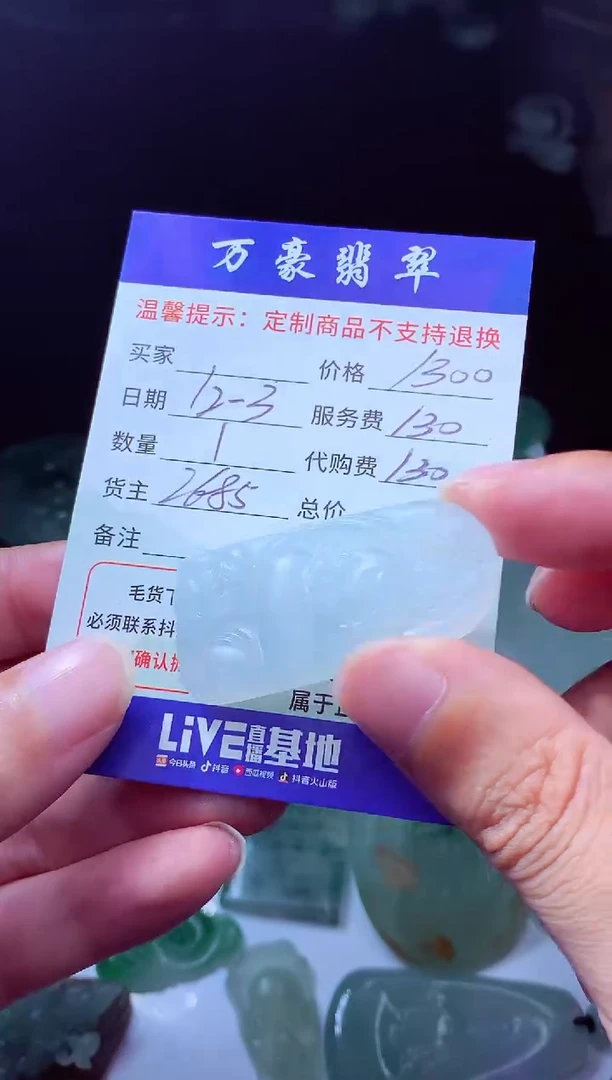 万豪翡翠
温馨提示：定制商品不支持退换
买家 价格 1300
日期 12-3 服务费 130
数量 1 代购费 130
货主 2685 总价
备注
毛货下
必须联系抖
确认
属于
LiVE直播基地
今日头条 抖音 西瓜视频 抖音火山版